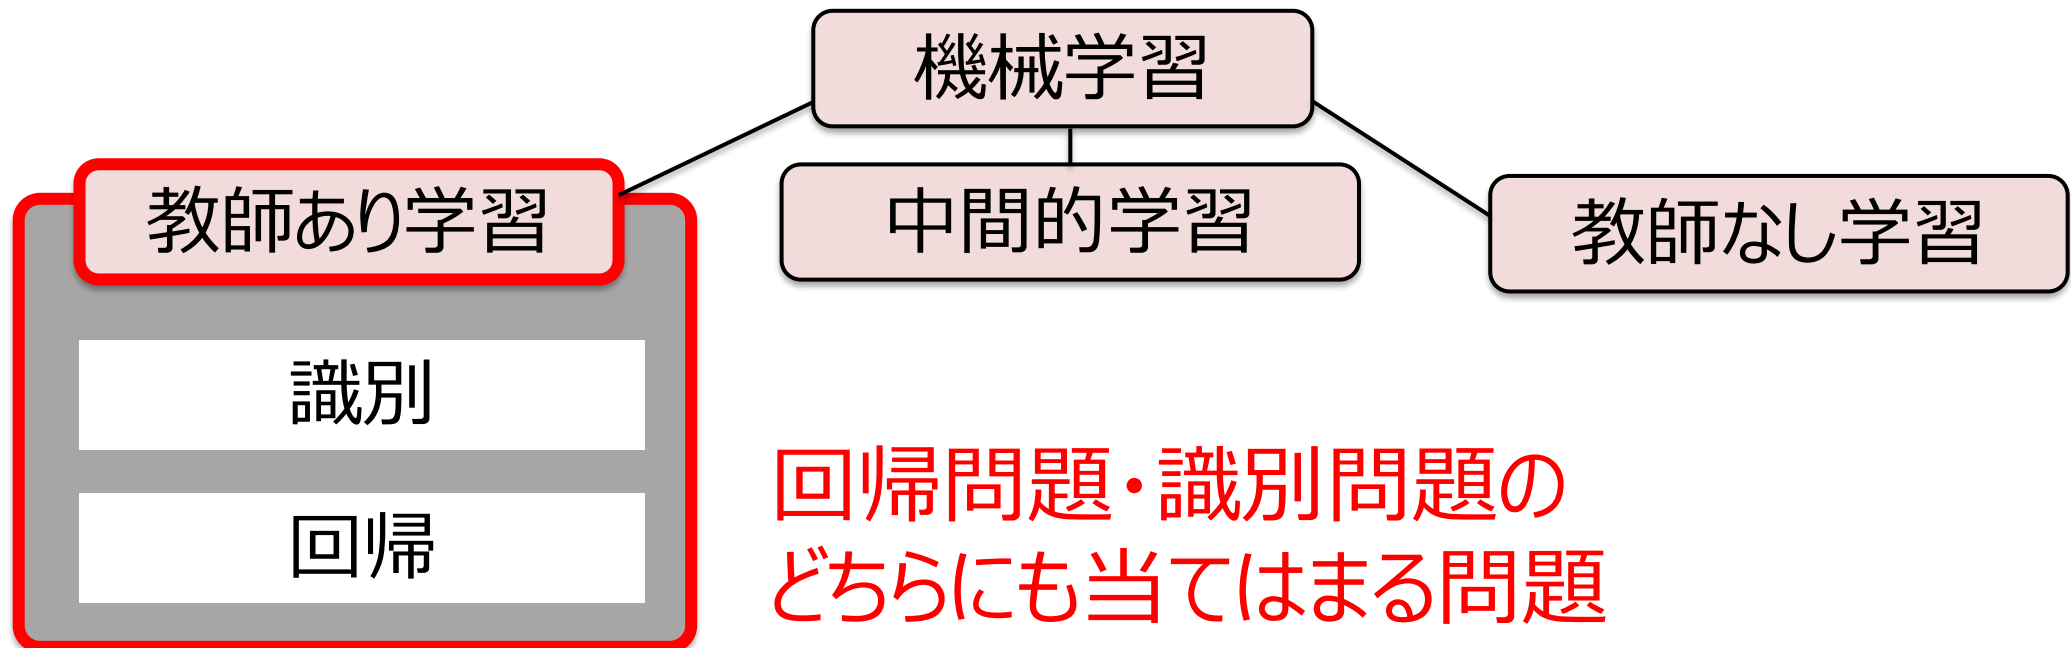 機械学習
教師あり学習
中間的学習
教師なし学習
識別
回帰
回帰問題・識別問題の
どちらにも当てはまる問題